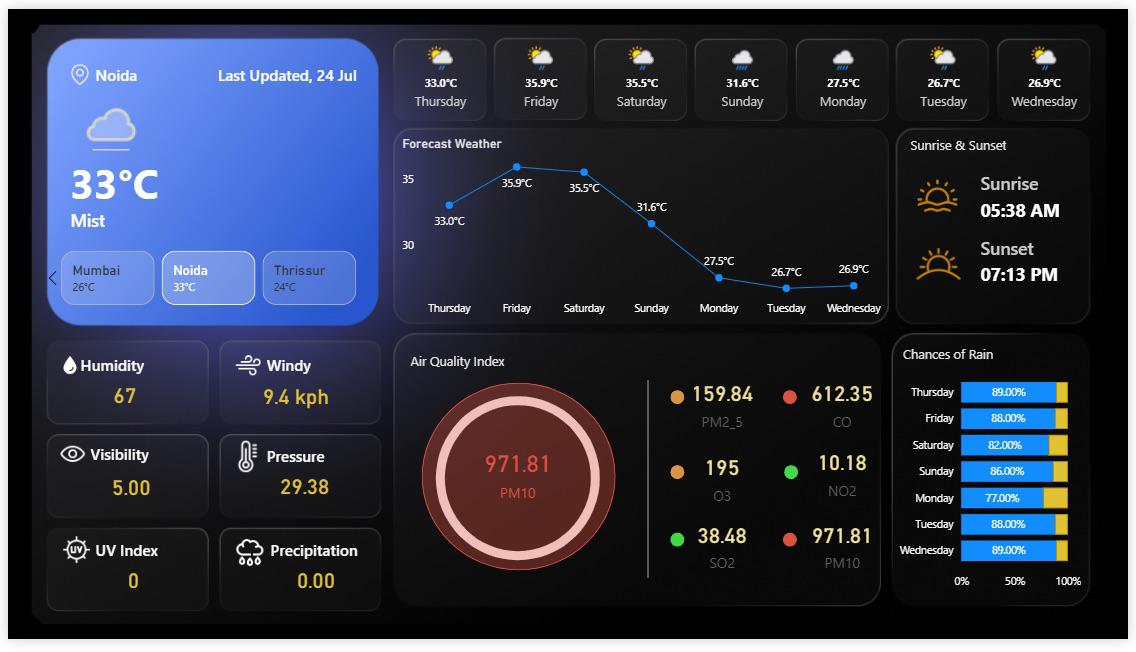 Noida
Last Updated, 24 Jul
33°C
Mist
Mumbai
26°C
Noida
33°C
Thrissur
24°C
33.0°C
Thursday
35.9°C
Friday
35.5°C
Saturday
31.6°C
Sunday
27.5°C
Monday
26.7°C
Tuesday
26.9°C
Wednesday
Forecast Weather
35
30
33.0°C
35.9°C
35.5°C
31.6°C
27.5°C
26.7°C
26.9°C
Thursday Friday Saturday Sunday Monday Tuesday Wednesday
Sunrise & Sunset
Sunrise
05:38 AM
Sunset
07:13 PM
Humidity
67
Windy
9.4 kph
Visibility
5.00
Pressure
29.38
UV
UV Index
0
Precipitation
0.00
Air Quality Index
971.81
PM10
159.84
PM2_5
612.35
CO
195
O3
10.18
NO2
38.48
SO2
971.81
PM10
Chances of Rain
Thursday 89.00%
Friday 88.00%
Saturday 82.00%
Sunday 86.00%
Monday 77.00%
Tuesday 88.00%
Wednesday 89.00%
0% 50% 100%